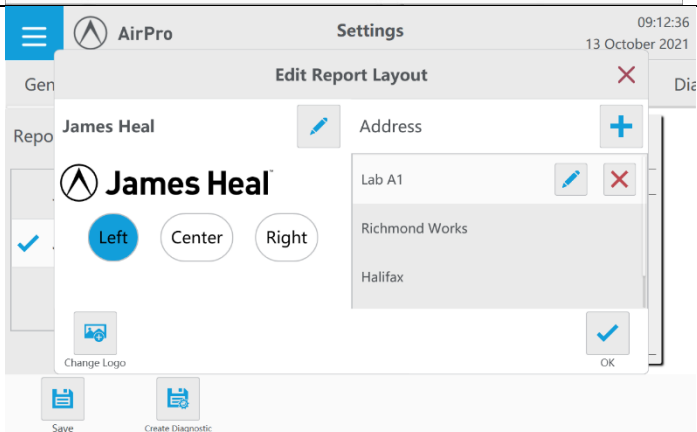 AirPro
Settings
09:12:36
13 October 2021
Gen
Edit Report Layout
Dia
Repo
James Heal
Address
James Heal
Lab A1
Left
Center
Right
Richmond Works
Halifax
Change Logo
OK
Save
Create Diagnostic